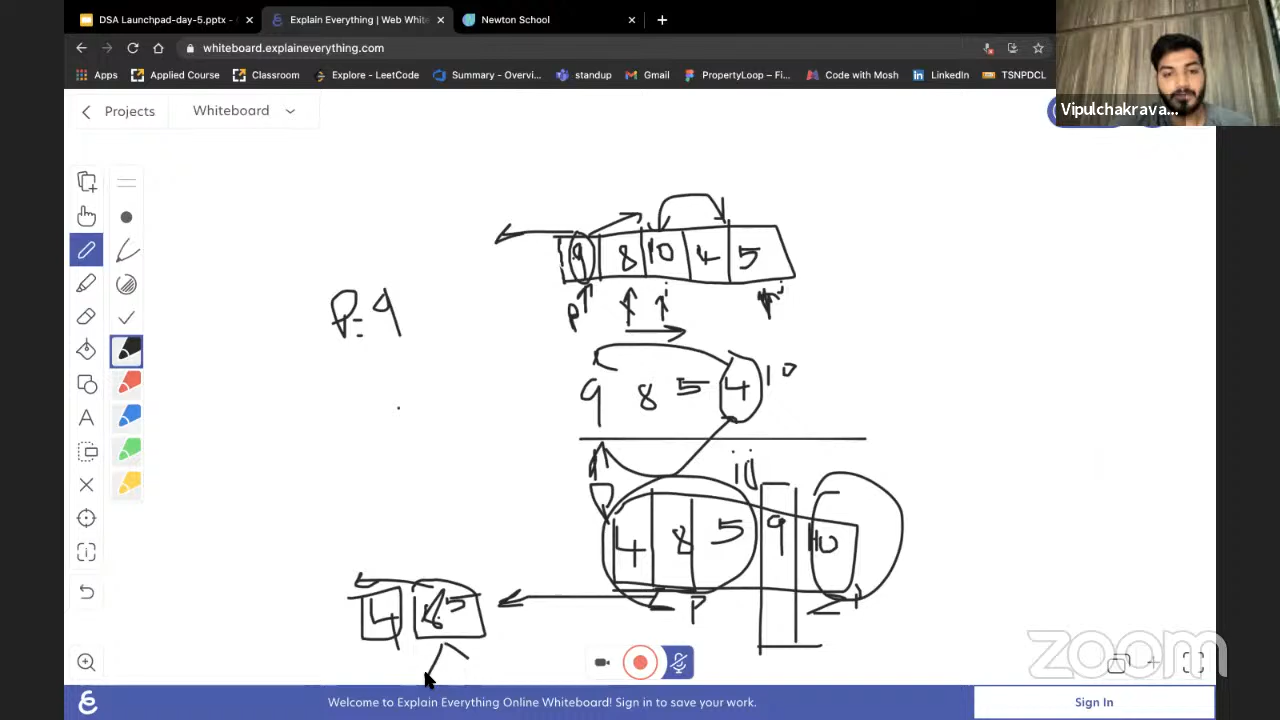 DSA Launchpad-day-5.pptx -
Explain Everything | Web White
Newton School
whiteboard.explaineverything.com
Apps
Applied Course
Classroom
Explore - LeetCode
Summary - Overvi...
standup
Gmail
PropertyLoop – Fi...
Code with Mosh
LinkedIn
TSNPDCL
Vipulchakrava...
Projects
Whiteboard
9 8 10 4 5
P
i
j
P=9
9 8 5 4 10
ij
4 8 5 9 10
≤P
≥P
4 8 5
zoom
Welcome to Explain Everything Online Whiteboard! Sign in to save your work.
Sign In